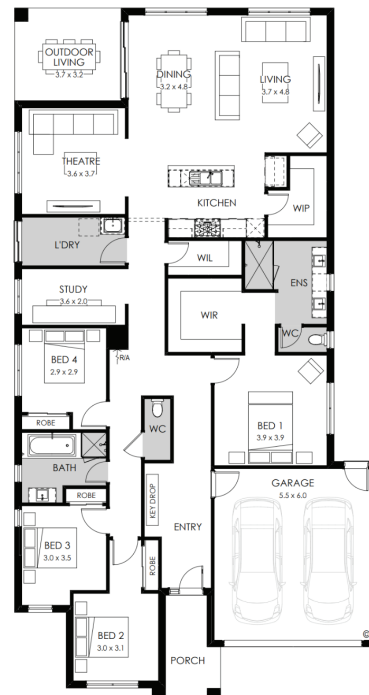 OUTDOOR
LIVING
3.7 x 3.2
DINING
3.2 x 4.8
LIVING
3.7 x 4.8
THEATRE
3.6 x 3.7
KITCHEN
WIP
L'DRY
WIL
ENS
STUDY
3.6 x 2.0
WIR
WC
R/A
BED 4
2.9 x 2.9
ROBE
WC
BED 1
3.9 x 3.9
BATH
ROBE
KEY DROP
GARAGE
5.5 x 6.0
ENTRY
BED 3
3.0 x 3.5
ROBE
BED 2
3.0 x 3.1
PORCH
©